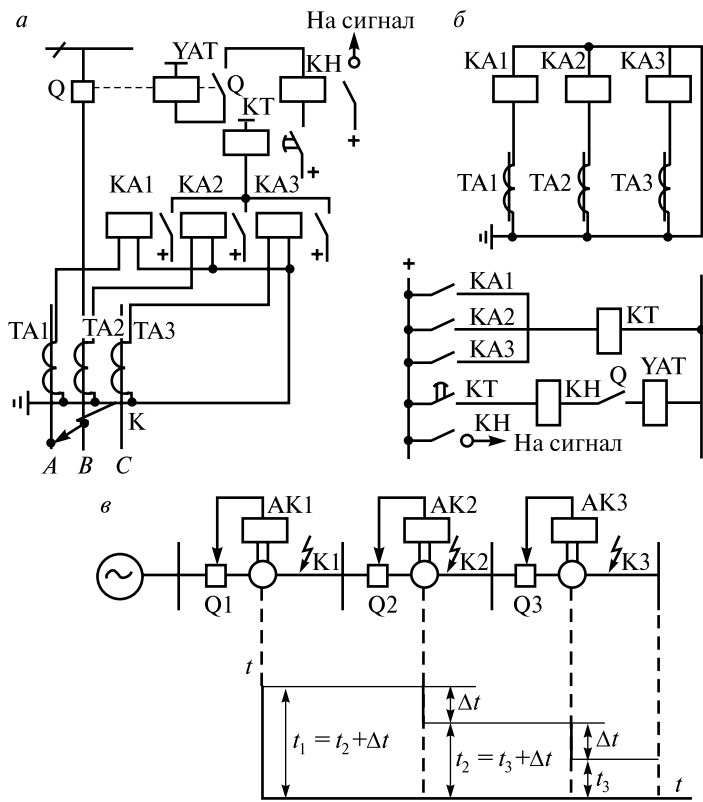 а
На сигнал
YAT
KH
Q
Q
KT
+
+
KA1 KA2 KA3
+ + +
TA1 TA2 TA3
K
A B C
б
KA1 KA2 KA3
TA1 TA2 TA3
+
KA1
KA2
KA3
KT
KT
KH
Q
YAT
KH
На сигнал
в
AK1 AK2 AK3
K1 K2 K3
Q1 Q2 Q3
t
Δt
t₁ = t₂+Δt
t₂ = t₃+Δt
Δt
t₃
t